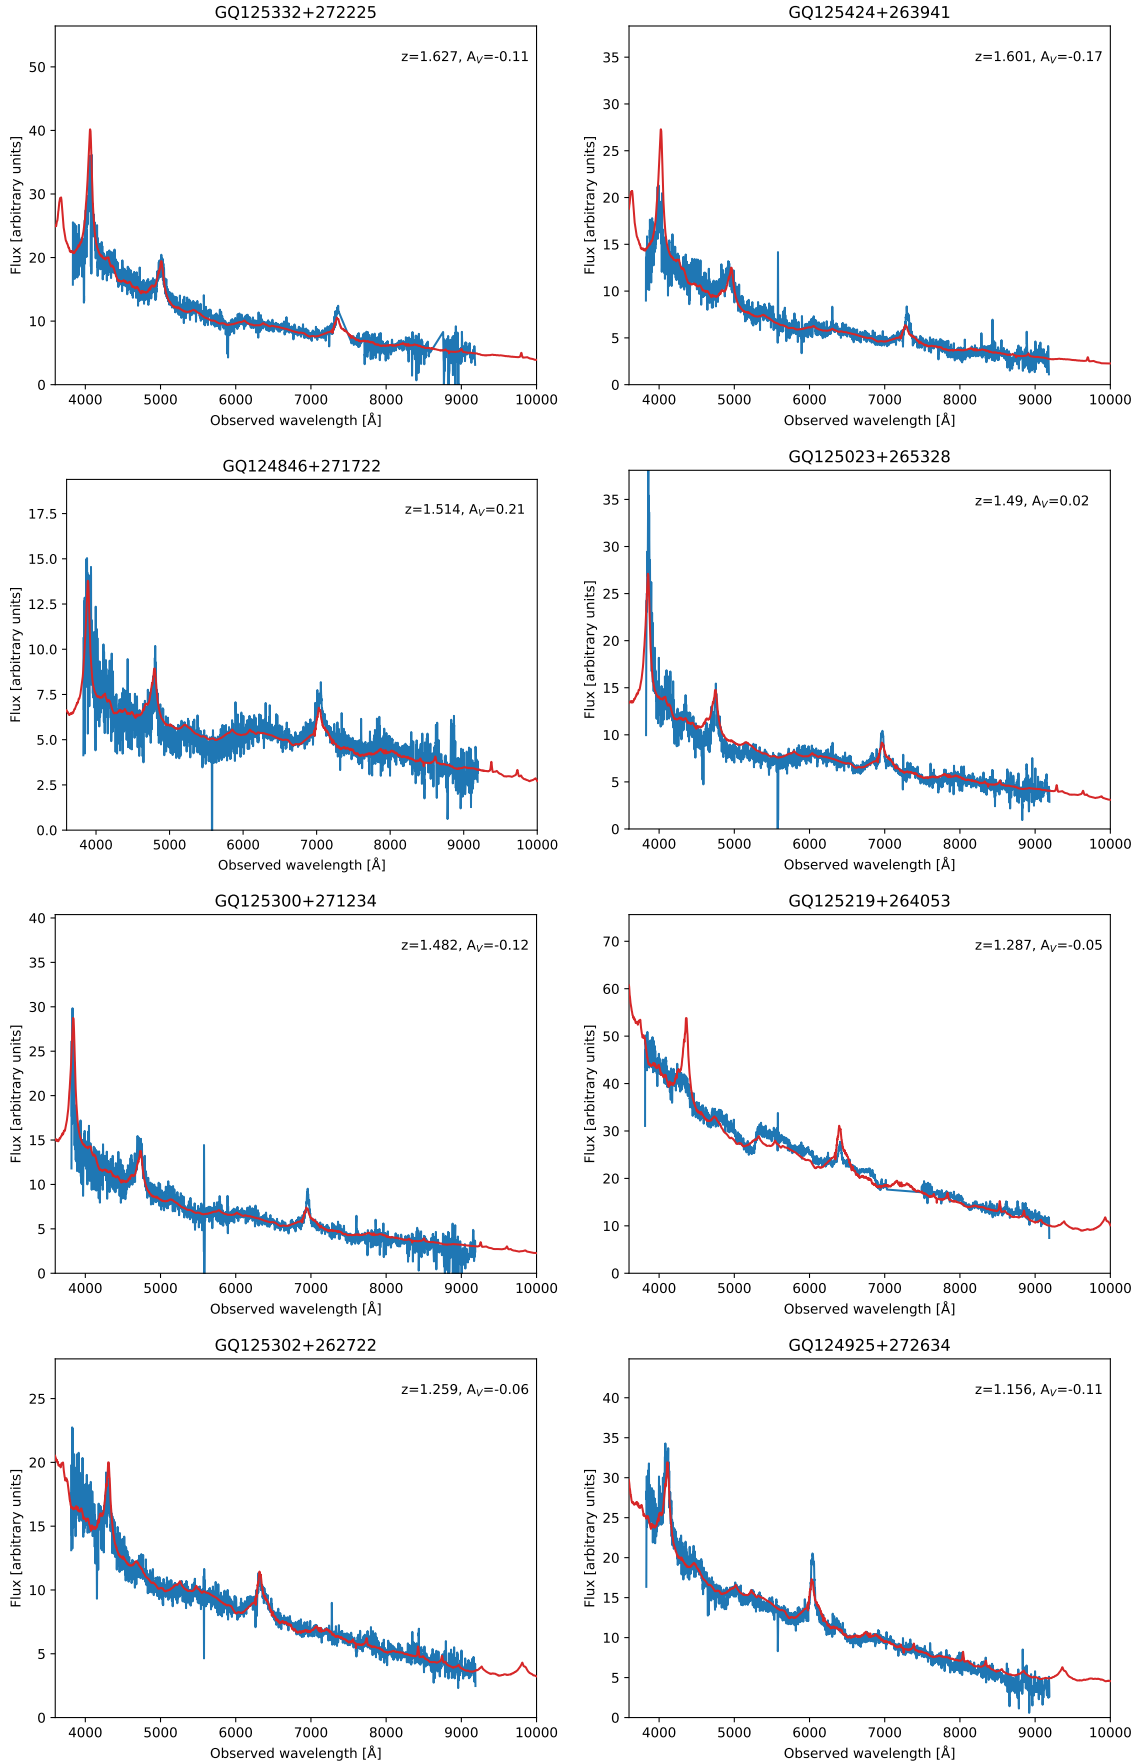 GQ125332+272225
z=1.627, A_V=-0.11
Flux [arbitrary units]
50
40
30
20
10
0
4000 5000 6000 7000 8000 9000 10000
Observed wavelength [Å]
GQ125424+263941
z=1.601, A_V=-0.17
Flux [arbitrary units]
35
30
25
20
15
10
5
0
4000 5000 6000 7000 8000 9000 10000
Observed wavelength [Å]
GQ124846+271722
z=1.514, A_V=0.21
Flux [arbitrary units]
17.5
15.0
12.5
10.0
7.5
5.0
2.5
0.0
4000 5000 6000 7000 8000 9000 10000
Observed wavelength [Å]
GQ125023+265328
z=1.49, A_V=0.02
Flux [arbitrary units]
35
30
25
20
15
10
5
0
4000 5000 6000 7000 8000 9000 10000
Observed wavelength [Å]
GQ125300+271234
z=1.482, A_V=-0.12
Flux [arbitrary units]
40
35
30
25
20
15
10
5
0
4000 5000 6000 7000 8000 9000 10000
Observed wavelength [Å]
GQ125219+264053
z=1.287, A_V=-0.05
Flux [arbitrary units]
70
60
50
40
30
20
10
0
4000 5000 6000 7000 8000 9000 10000
Observed wavelength [Å]
GQ125302+262722
z=1.259, A_V=-0.06
Flux [arbitrary units]
25
20
15
10
5
0
4000 5000 6000 7000 8000 9000 10000
Observed wavelength [Å]
GQ124925+272634
z=1.156, A_V=-0.11
Flux [arbitrary units]
40
35
30
25
20
15
10
5
0
4000 5000 6000 7000 8000 9000 10000
Observed wavelength [Å]